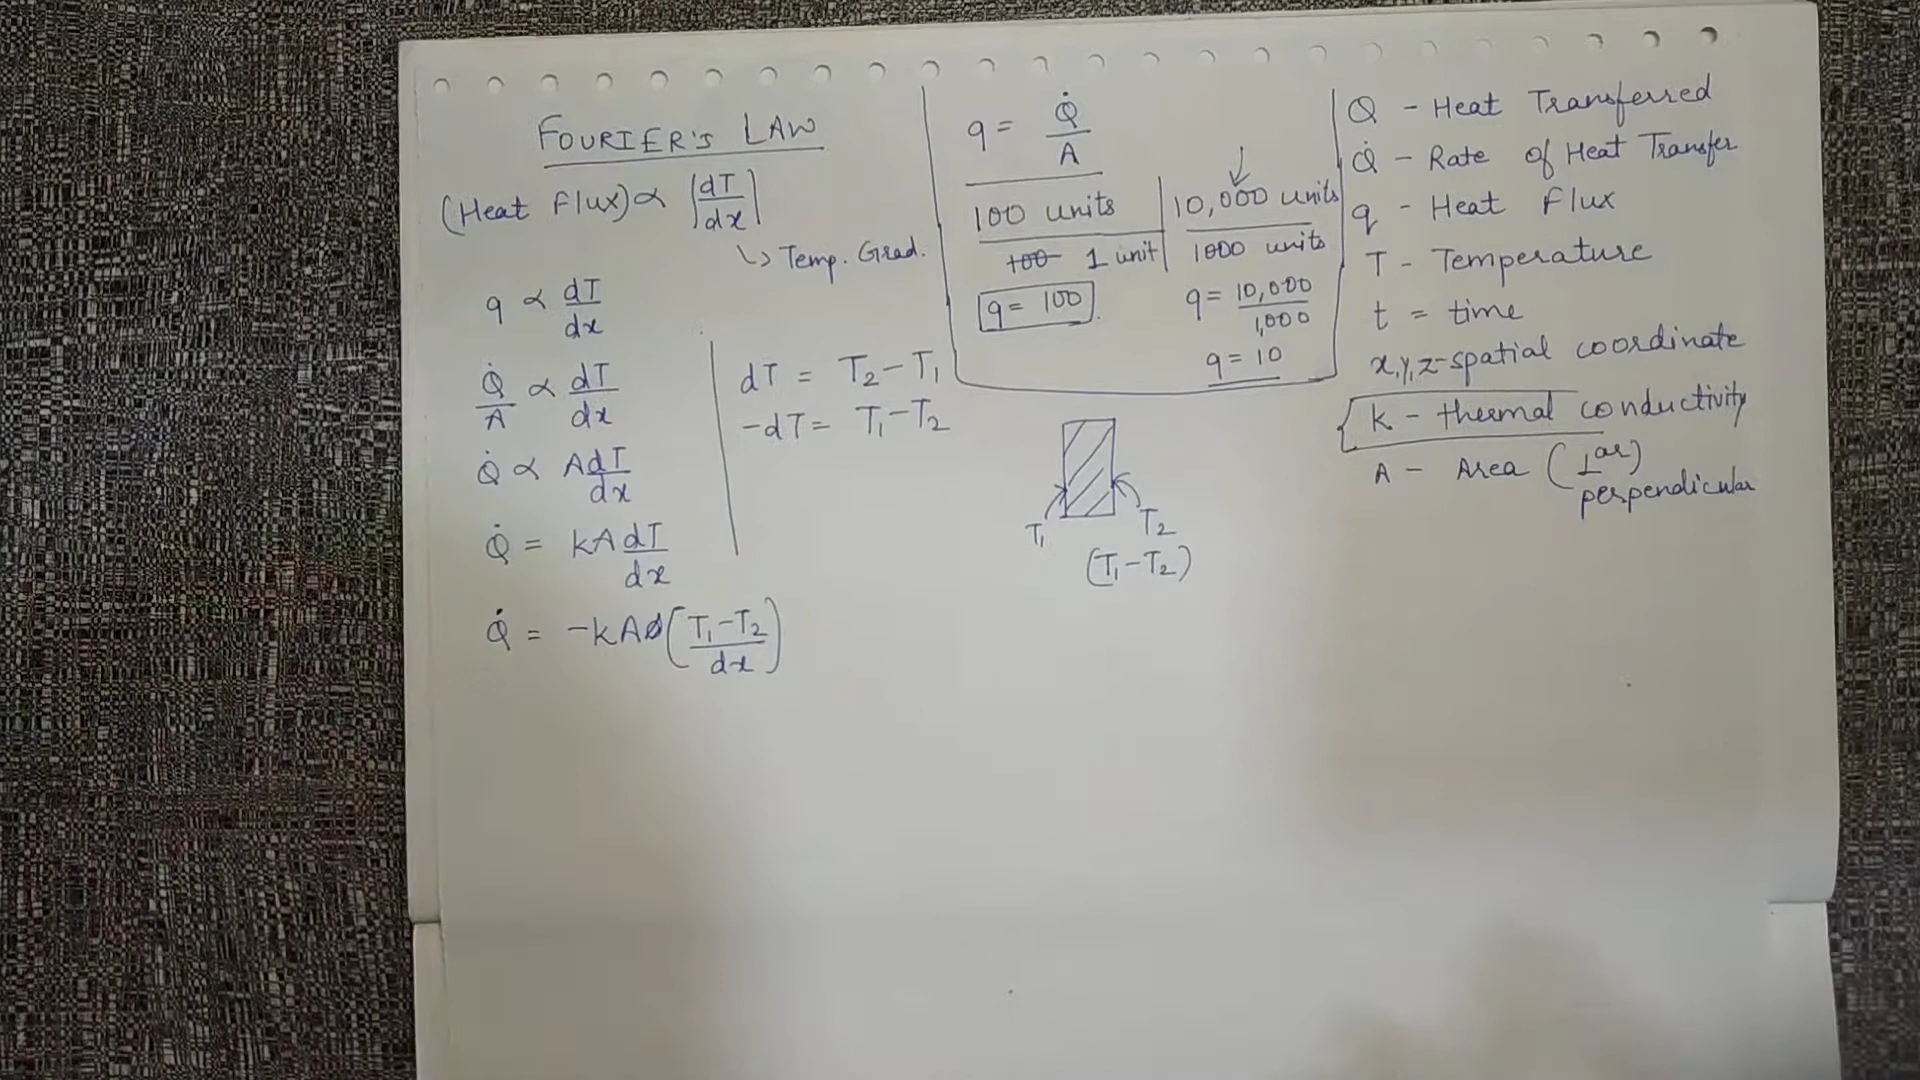 FOURIER'S LAW
(Heat Flux) ∝ |dT/dx|
↳ Temp. Grad.
q ∝ dT/dx
Q̇/A ∝ dT/dx
Q̇ ∝ A dT/dx
Q̇ = kA dT/dx
Q̇ = -kA (T₁-T₂/dx)
dT = T₂-T₁
-dT = T₁-T₂
q = Q̇/A
100 units
100 1 unit
q = 100
10,000 units
1000 units
q = 10,000/1,000
q = 10
T₁ T₂
(T₁-T₂)
Q - Heat Transferred
Q̇ - Rate of Heat Transfer
q - Heat Flux
T - Temperature
t = time
x,y,z-spatial coordinate
k - thermal conductivity
A - Area (⊥ar)
perpendicular